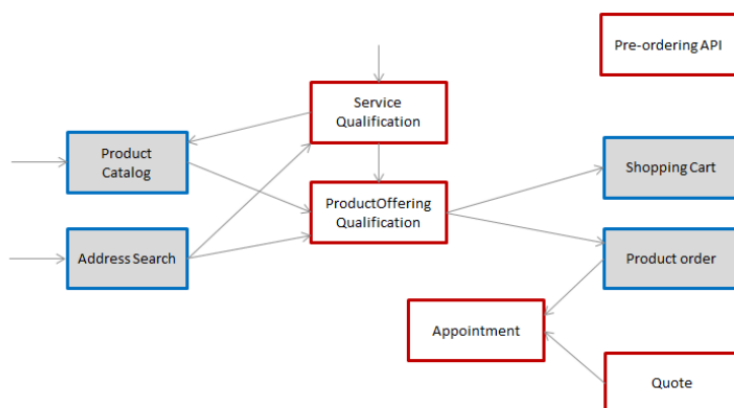 Pre-ordering API
Service
Qualification
Product
Catalog
Shopping Cart
ProductOffering
Qualification
Address Search
Product order
Appointment
Quote